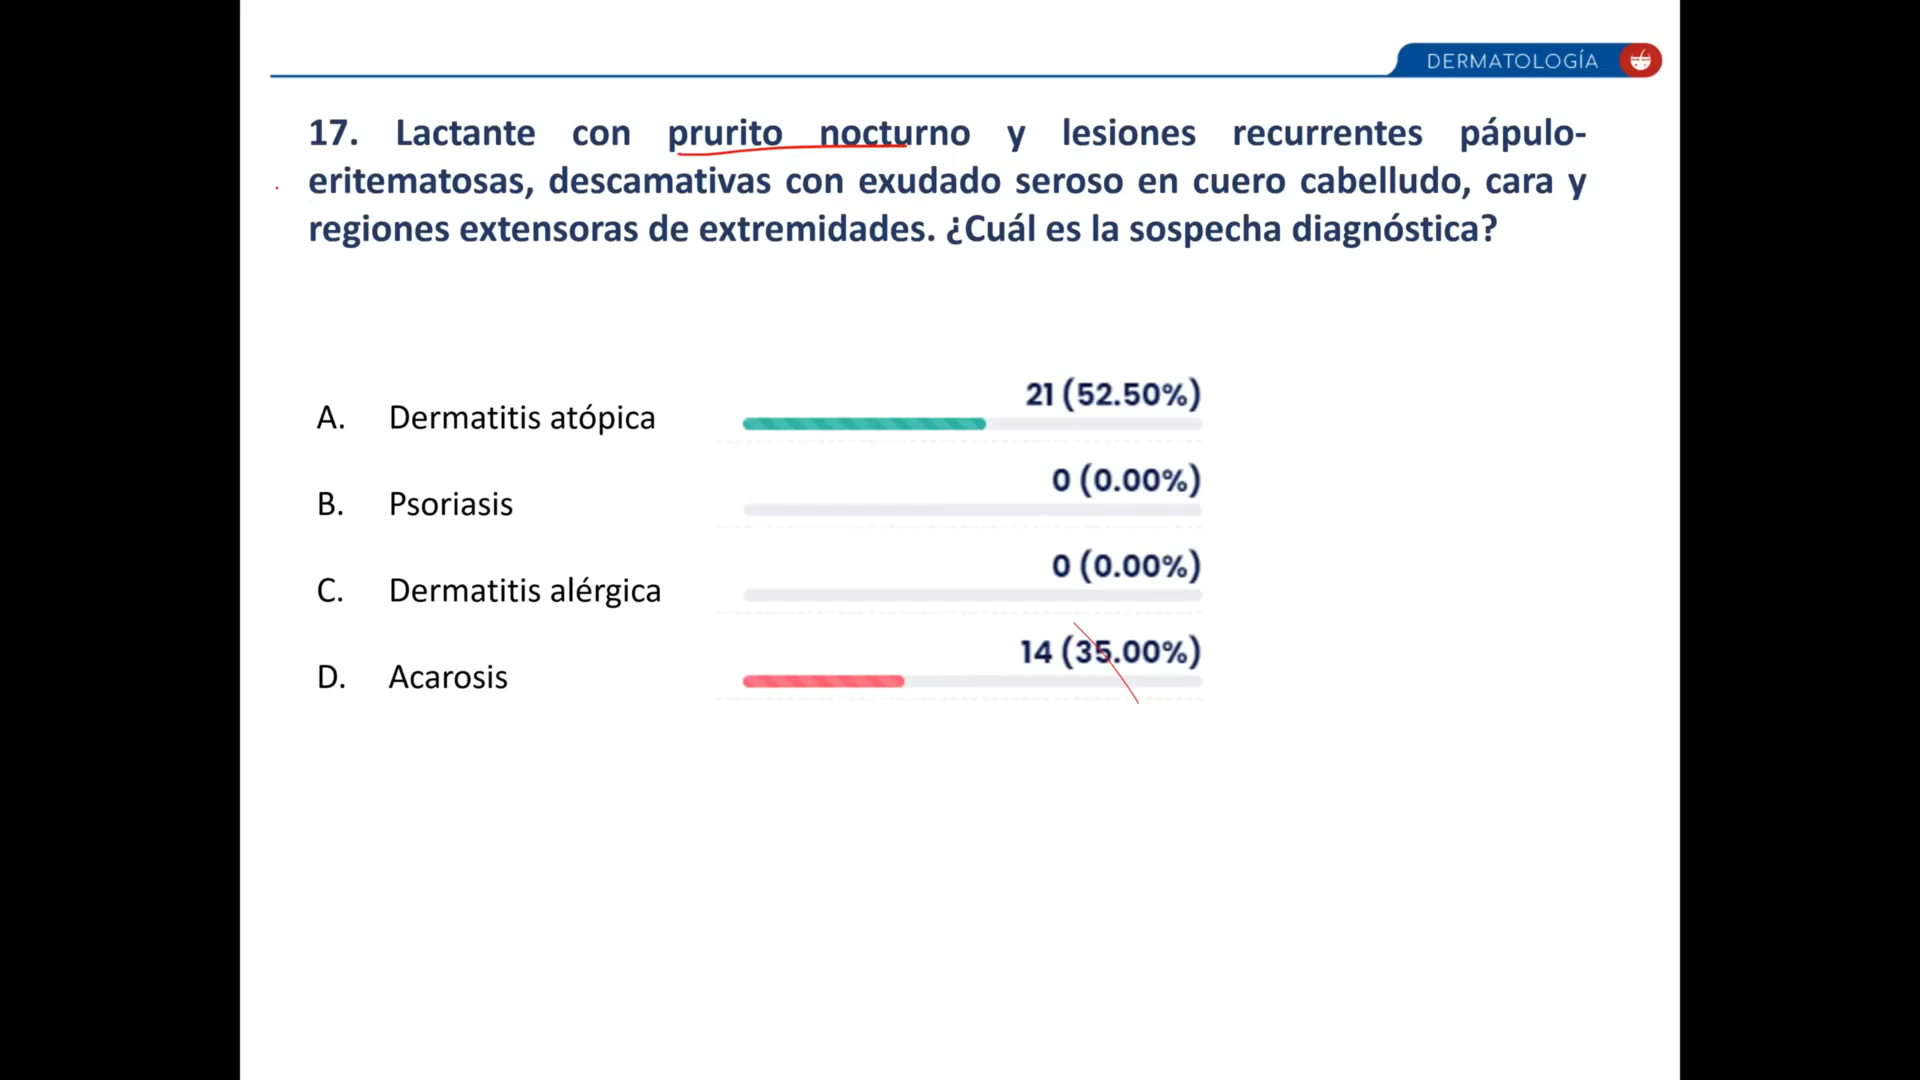 DERMATOLOGÍA
17. Lactante con prurito nocturno y lesiones recurrentes pápulo-
eritematosas, descamativas con exudado seroso en cuero cabelludo, cara y
regiones extensoras de extremidades. ¿Cuál es la sospecha diagnóstica?
A. Dermatitis atópica 21 (52.50%)
B. Psoriasis 0 (0.00%)
C. Dermatitis alérgica 0 (0.00%)
D. Acarosis 14 (35.00%)